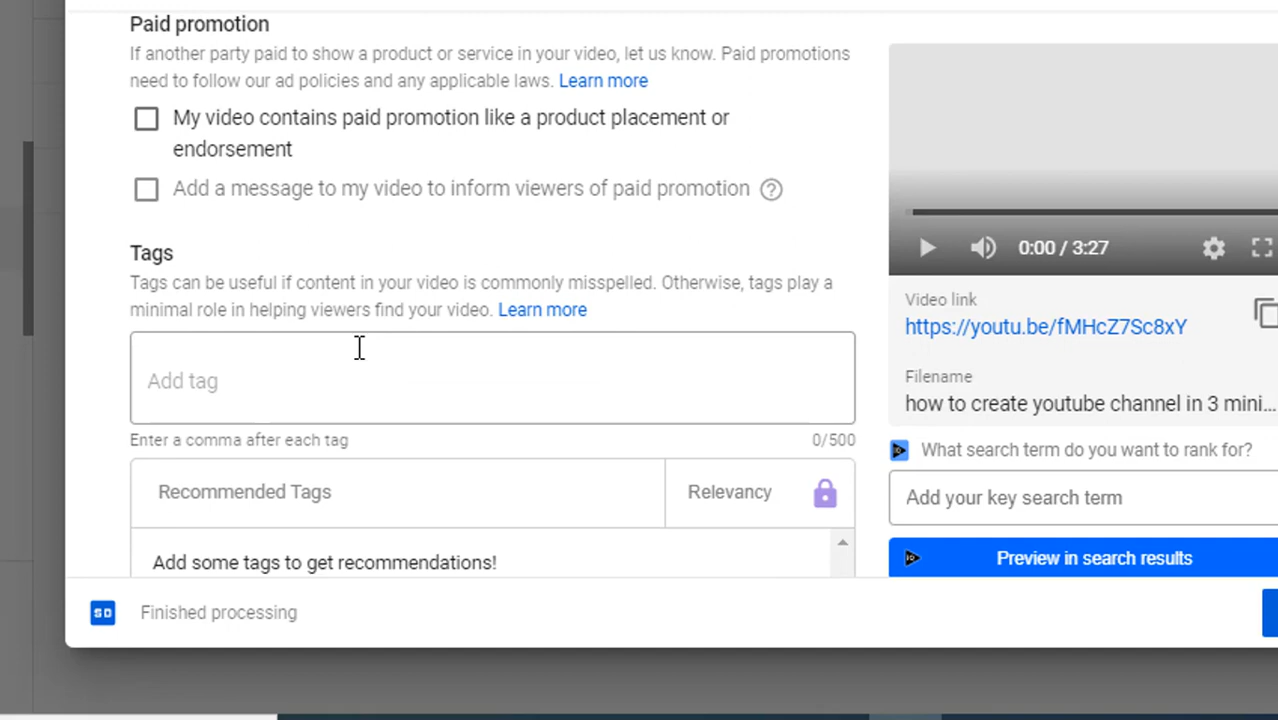 Paid promotion
If another party paid to show a product or service in your video, let us know. Paid promotions
need to follow our ad policies and any applicable laws. Learn more
My video contains paid promotion like a product placement or
endorsement
Add a message to my video to inform viewers of paid promotion
Tags
Tags can be useful if content in your video is commonly misspelled. Otherwise, tags play a
minimal role in helping viewers find your video. Learn more
Add tag
Enter a comma after each tag
0/500
Recommended Tags
Relevancy
Add some tags to get recommendations!
0:00 / 3:27
Video link
https://youtu.be/fMHcZ7Sc8xY
Filename
how to create youtube channel in 3 mini...
What search term do you want to rank for?
Add your key search term
Preview in search results
SD
Finished processing